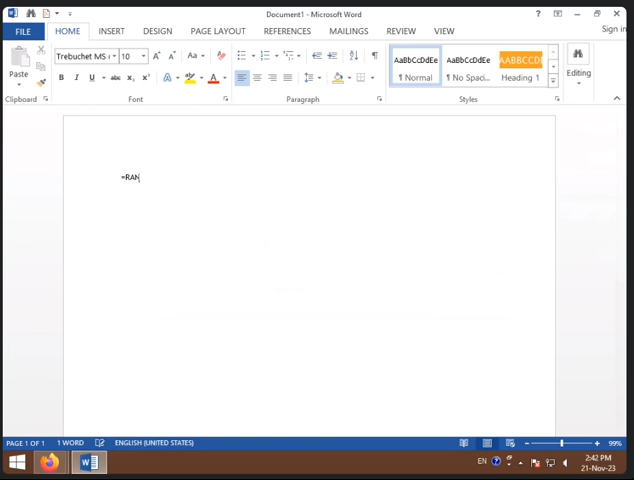 Document1 - Microsoft Word
Sign in
FILE HOME INSERT DESIGN PAGE LAYOUT REFERENCES MAILINGS REVIEW VIEW
Trebuchet MS 10
Paste
AaBbCcDdEe AaBbCcDdEe AABBCCDI
¶ Normal ¶ No Spaci... Heading 1
Editing
Clipboard Font Paragraph Styles
=RAN
PAGE 1 OF 1 1 WORD ENGLISH (UNITED STATES) 99%
EN 2:42 PM
21-Nov-23